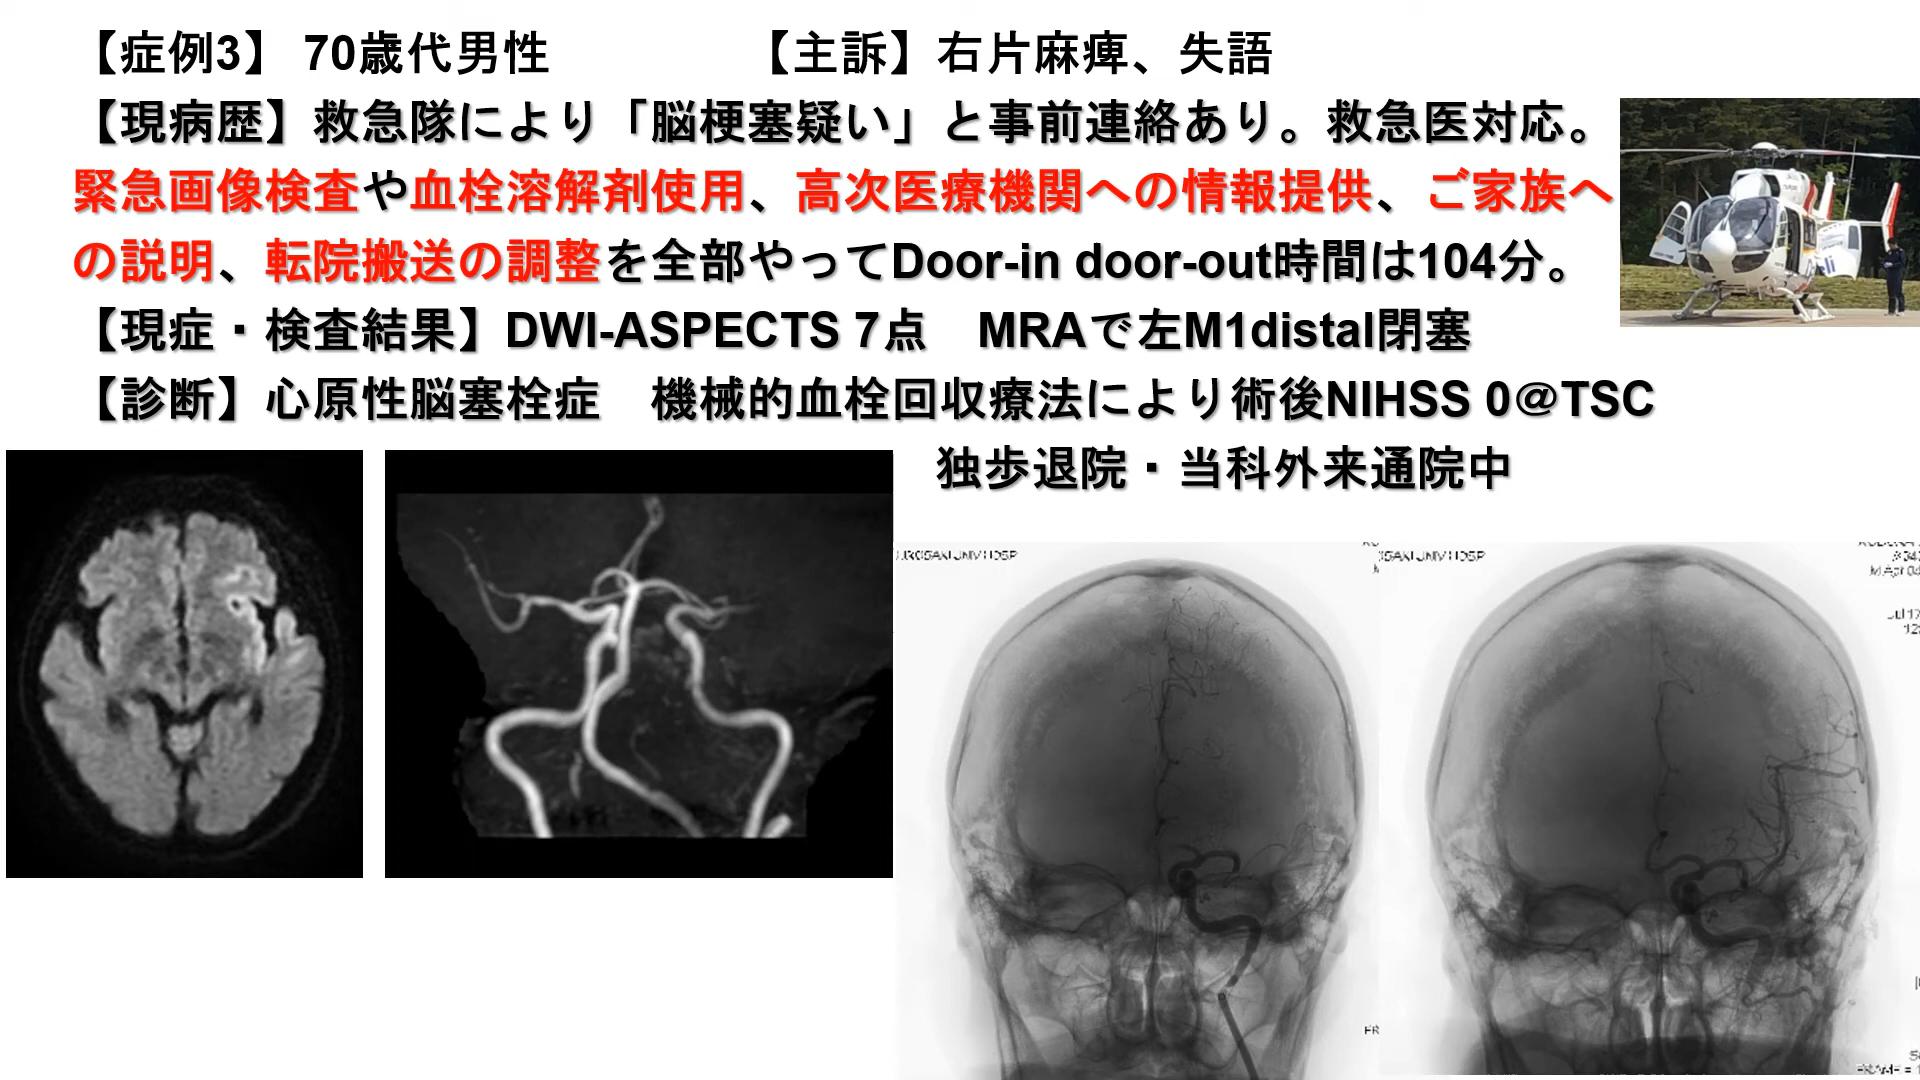 【症例3】 70歳代男性　　　　【主訴】右片麻痺、失語
【現病歴】救急隊により「脳梗塞疑い」と事前連絡あり。救急医対応。
緊急画像検査や血栓溶解剤使用、高次医療機関への情報提供、ご家族へ
の説明、転院搬送の調整を全部やってDoor-in door-out時間は104分。
【現症・検査結果】DWI-ASPECTS 7点　MRAで左M1distal閉塞
【診断】心原性脳塞栓症　機械的血栓回収療法により術後NIHSS 0@TSC
独歩退院・当科外来通院中